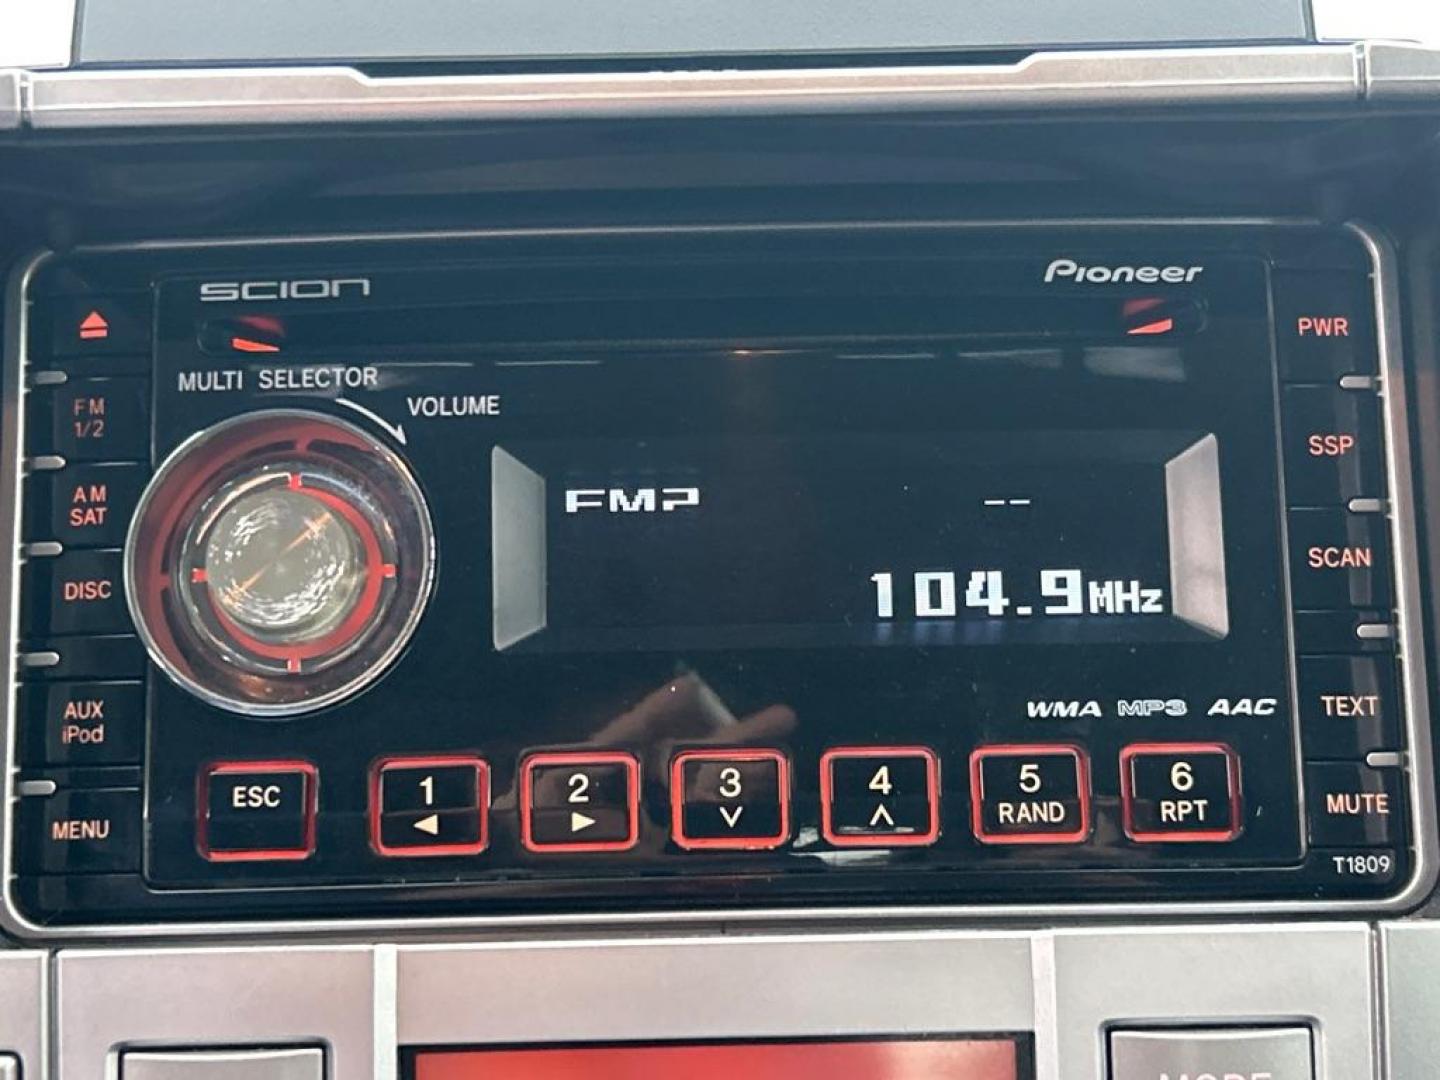 SCION
Pioneer
MULTI SELECTOR
VOLUME
FM
1/2
AM
SAT
DISC
AUX
iPod
MENU
PWR
SSP
SCAN
TEXT
MUTE
T1809
FM2
--
104.9MHz
WMA MP3 AAC
ESC
1
2
3
4
5
RAND
6
RPT